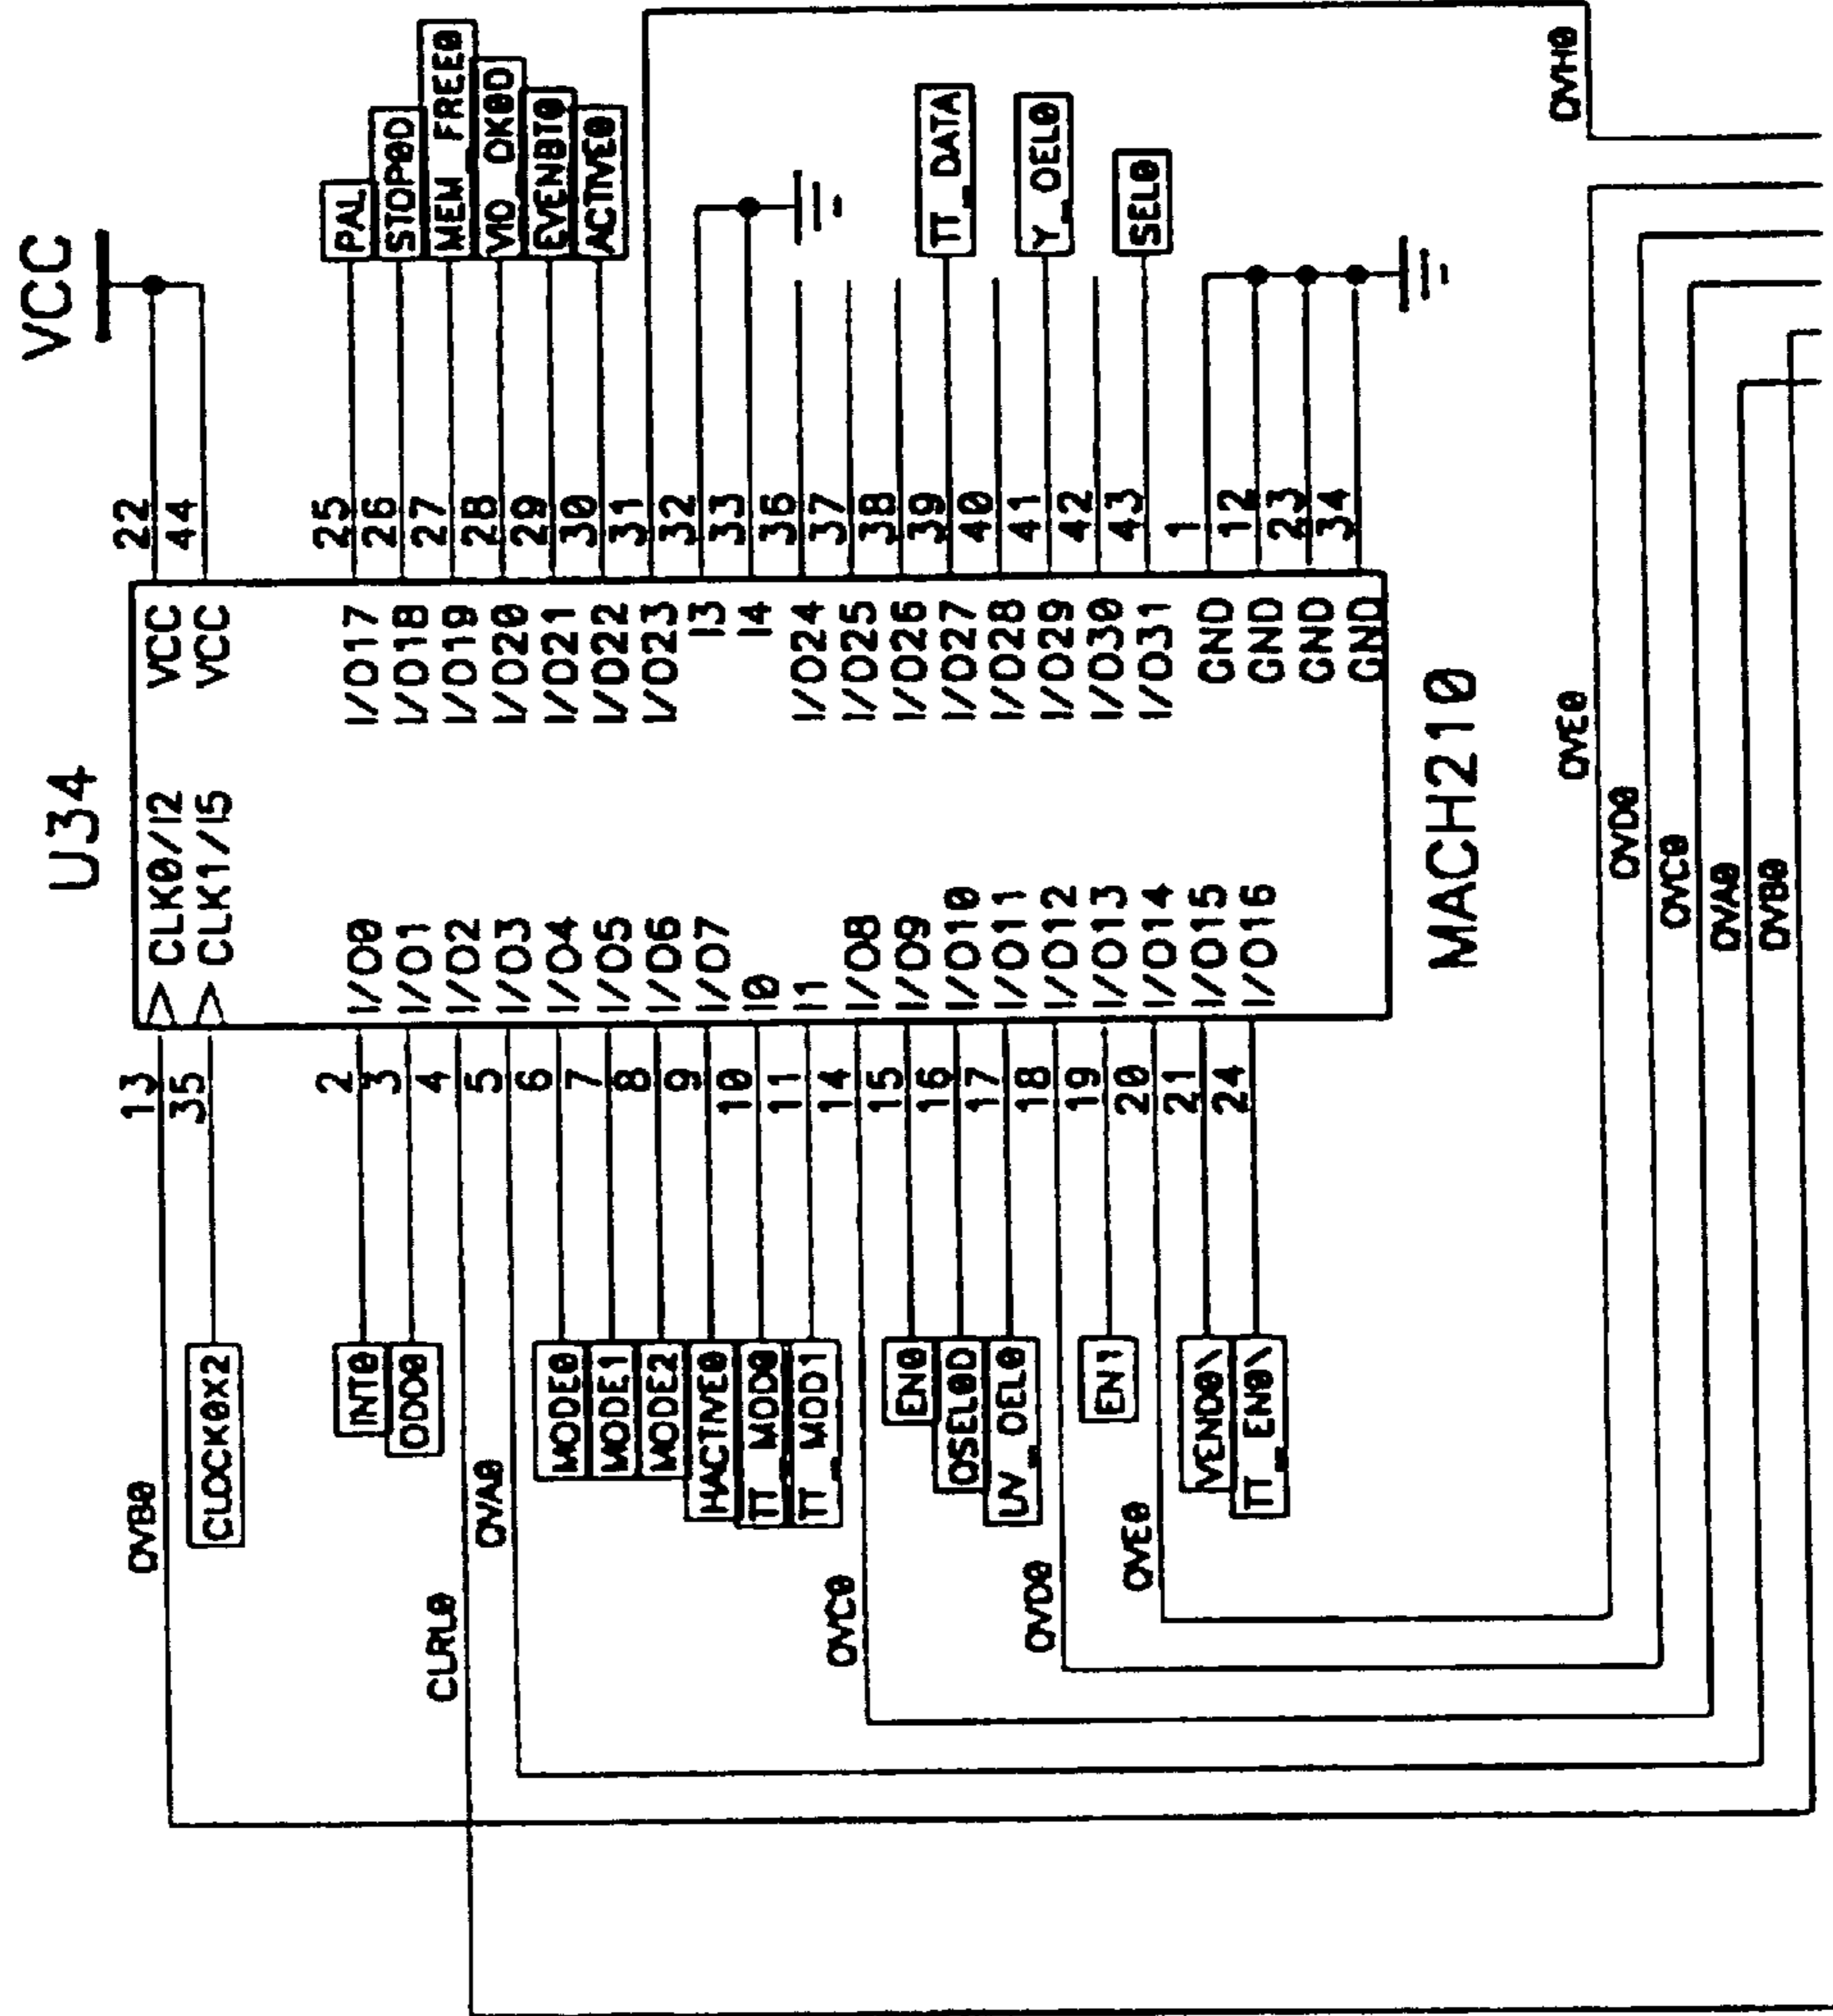 VCC
U34
22
44
13
35
CLK0/I2 VCC
CLK1/I5 VCC
OVB0
CLOCK0X2
2 I/O0
3 I/O1
4 I/O2
5 I/O3
6 I/O4
7 I/O5
8 I/O6
9 I/O7
10 I0
11 I1
14 I/O8
15 I/O9
16 I/O10
17 I/O11
18 I/O12
19 I/O13
20 I/O14
21 I/O15
24 I/O16
INT0
ODD0
CLRL0
OVA0
MODE0
MODE1
MODE2
HACTIVE0
TT_MOD0
TT_MOD1
OVC0
EN0
OSEL0D
UV_OEL0
OVD0
EN1
OVE0
VEND0\
TT_EN0\
I/O17 25 PAL
I/O18 26 STOP0D
I/O19 27 MEM_FREE0
I/O20 28 VIO_OK0D
I/O21 29 EVENBT0
I/O22 30 ACTIVE0
I/O23 31
I3 32
I4 33
I/O24 36
I/O25 37
I/O26 38
I/O27 39 TT_DATA
I/O28 40
I/O29 41 Y_OEL0
I/O30 42
I/O31 43 SEL0
GND 1
GND 12
GND 23
GND 34
MACH210
OVH0
OVE0
OVD0
OVC0
OVA0
OVB0